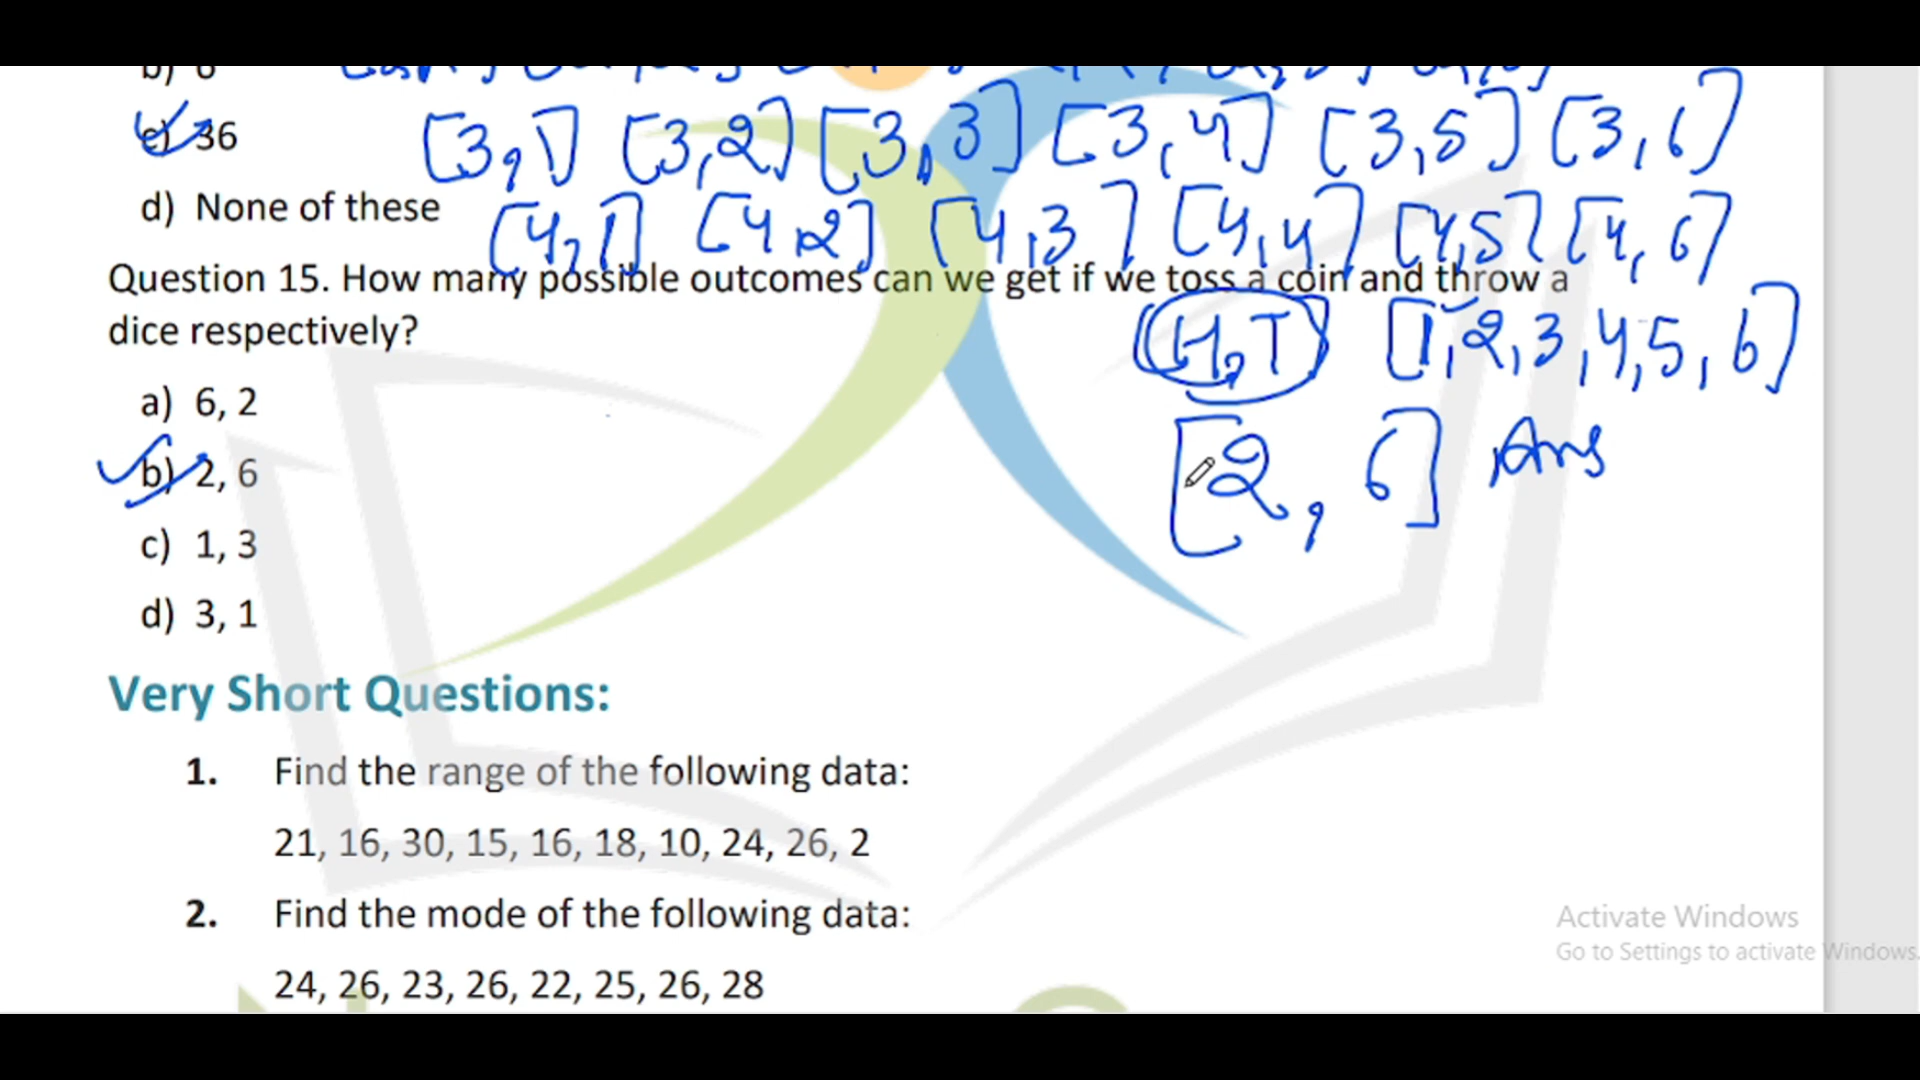 c) 36
[3,1] [3,2] [3,3] [3,4] [3,5] [3,6]
d) None of these
[4,1] [4,2] [4,3] [4,4] [4,5] [4,6]
Question 15. How many possible outcomes can we get if we toss a coin and throw a
dice respectively?
(H,T) [1,2,3,4,5,6]
a) 6, 2
b) 2, 6
[2, 6] Ans
c) 1, 3
d) 3, 1
Very Short Questions:
1. Find the range of the following data:
21, 16, 30, 15, 16, 18, 10, 24, 26, 2
2. Find the mode of the following data:
24, 26, 23, 26, 22, 25, 26, 28
Activate Windows
Go to Settings to activate Windows.